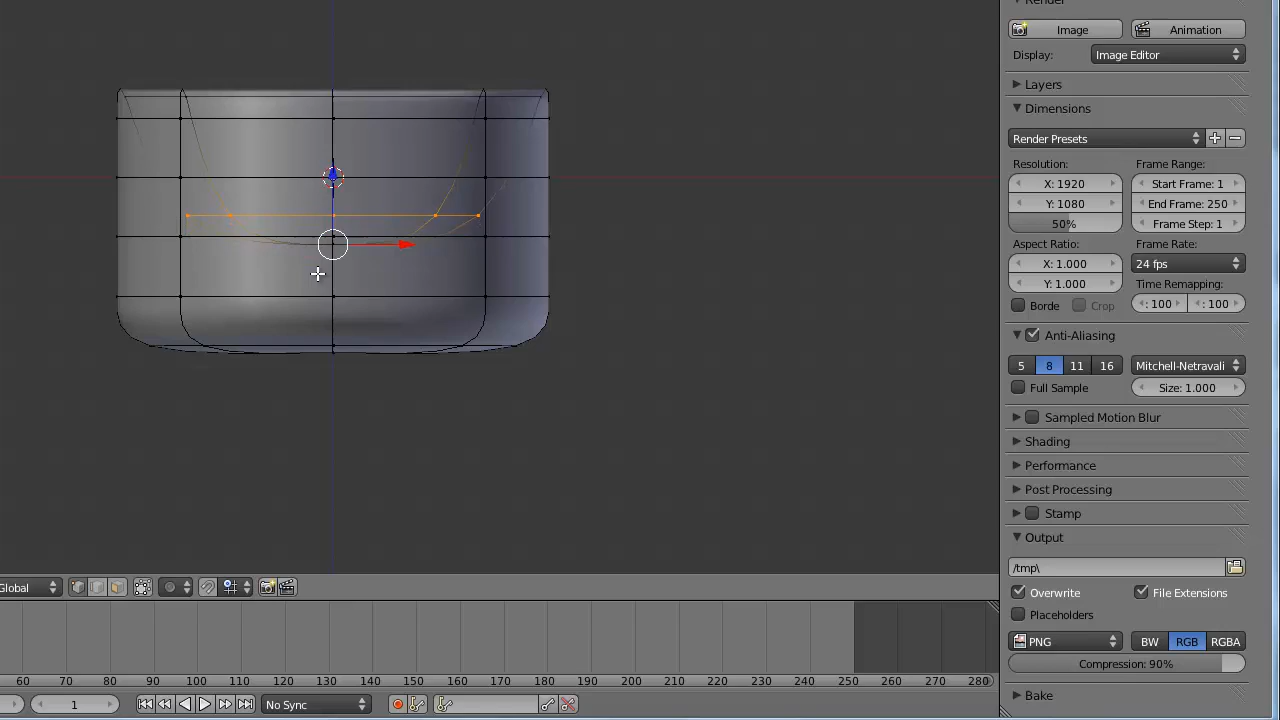 Render
Image
Animation
Display:
Image Editor
Layers
Dimensions
Render Presets
Resolution:
Frame Range:
X: 1920
Start Frame: 1
Y: 1080
End Frame: 250
50%
Frame Step: 1
Aspect Ratio:
Frame Rate:
X: 1.000
24 fps
Y: 1.000
Time Remapping:
Borde
Crop
: 100
: 100
Anti-Aliasing
5
8
11
16
Mitchell-Netravali
Full Sample
Size: 1.000
Sampled Motion Blur
Shading
Performance
Post Processing
Stamp
Output
/tmp\
Global
Overwrite
File Extensions
Placeholders
PNG
BW
RGB
RGBA
Compression: 90%
60 70 80 90 100 110 120 130 140 150 160 170 180 190 200 210 220 230 240 250 260 270 280
Bake
1
No Sync